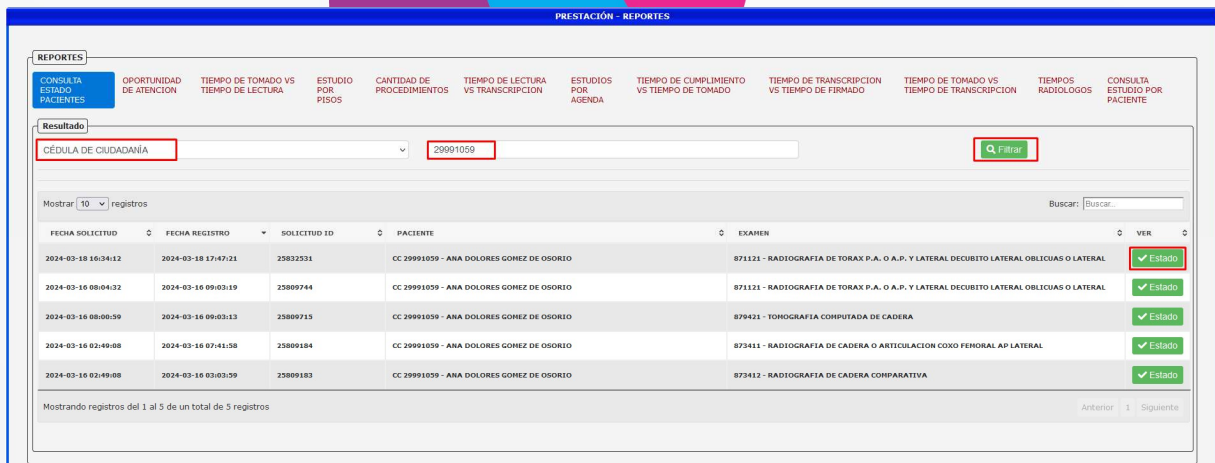 PRESTACIÓN - REPORTES
REPORTES
CONSULTA ESTADO PACIENTES
OPORTUNIDAD DE ATENCION
TIEMPO DE TOMADO VS TIEMPO DE LECTURA
ESTUDIO POR PISOS
CANTIDAD DE PROCEDIMIENTOS
TIEMPO DE LECTURA VS TRANSCRIPCION
ESTUDIOS POR AGENDA
TIEMPO DE CUMPLIMIENTO VS TIEMPO DE TOMADO
TIEMPO DE TRANSCRIPCION VS TIEMPO DE FIRMADO
TIEMPO DE TOMADO VS TIEMPO DE TRANSCRIPCION
TIEMPOS RADIOLOGOS
CONSULTA ESTUDIO POR PACIENTE
Resultado
CÉDULA DE CIUDADANÍA 29991059 Filtrar
Mostrar 10 registros Buscar: Buscar...
FECHA SOLICITUD FECHA REGISTRO SOLICITUD ID PACIENTE EXAMEN VER
2024-03-18 16:34:12 2024-03-18 17:47:21 25832531 CC 29991059 - ANA DOLORES GOMEZ DE OSORIO 871121 - RADIOGRAFIA DE TORAX P.A. O A.P. Y LATERAL DECUBITO LATERAL OBLICUAS O LATERAL Estado
2024-03-16 08:04:32 2024-03-16 09:03:19 25809744 CC 29991059 - ANA DOLORES GOMEZ DE OSORIO 871121 - RADIOGRAFIA DE TORAX P.A. O A.P. Y LATERAL DECUBITO LATERAL OBLICUAS O LATERAL Estado
2024-03-16 08:00:59 2024-03-16 09:03:13 25809715 CC 29991059 - ANA DOLORES GOMEZ DE OSORIO 879421 - TOMOGRAFIA COMPUTADA DE CADERA Estado
2024-03-16 02:49:08 2024-03-16 07:41:58 25809184 CC 29991059 - ANA DOLORES GOMEZ DE OSORIO 873411 - RADIOGRAFIA DE CADERA O ARTICULACION COXO FEMORAL AP LATERAL Estado
2024-03-16 02:49:08 2024-03-16 03:03:59 25809183 CC 29991059 - ANA DOLORES GOMEZ DE OSORIO 873412 - RADIOGRAFIA DE CADERA COMPARATIVA Estado
Mostrando registros del 1 al 5 de un total de 5 registros Anterior 1 Siguiente